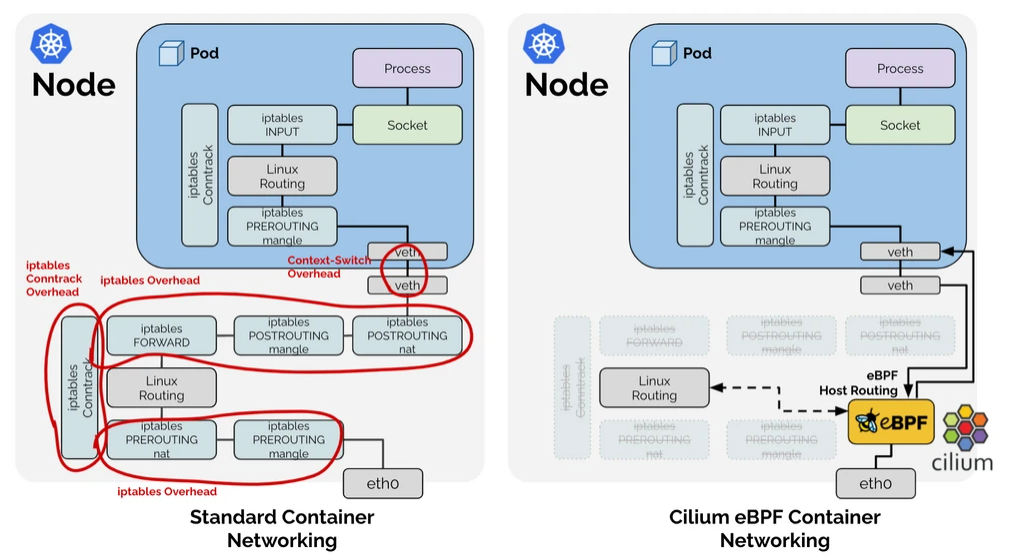 Node
Pod
Process
iptables
INPUT
Socket
iptables
Conntrack
Linux
Routing
iptables
PREROUTING
mangle
veth
Context-Switch
Overhead
veth
iptables
Conntrack
Overhead
iptables Overhead
iptables
FORWARD
iptables
POSTROUTING
mangle
iptables
POSTROUTING
nat
iptables
Conntrack
Linux
Routing
iptables
PREROUTING
nat
iptables
PREROUTING
mangle
iptables Overhead
eth0
Standard Container
Networking
Node
Pod
Process
iptables
INPUT
Socket
iptables
Conntrack
Linux
Routing
iptables
PREROUTING
mangle
veth
veth
iptables
FORWARD
iptables
POSTROUTING
mangle
iptables
POSTROUTING
nat
iptables
Conntrack
Linux
Routing
eBPF
Host Routing
eBPF
iptables
PREROUTING
nat
iptables
PREROUTING
mangle
cilium
eth0
Cilium eBPF Container
Networking